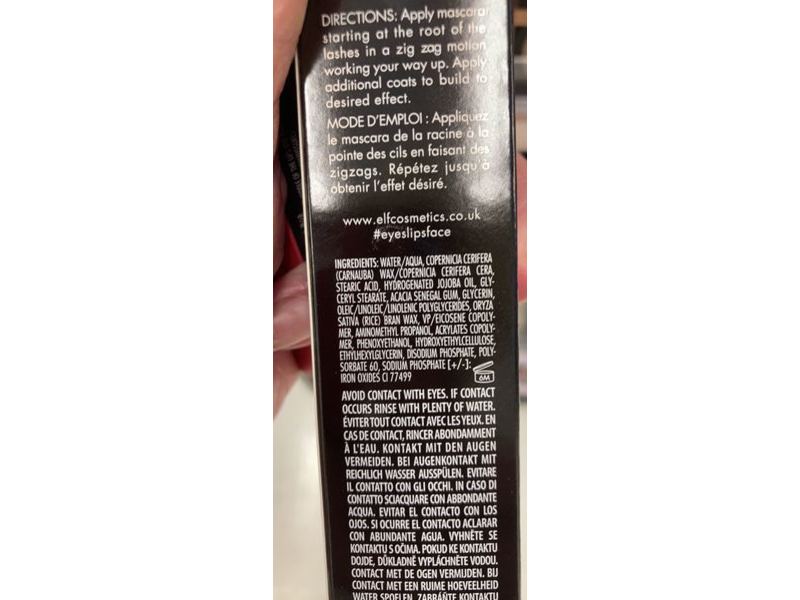 DIRECTIONS: Apply mascara
starting at the root of the
lashes in a zig zag motion
working your way up. Apply
additional coats to build to
desired effect.
MODE D'EMPLOI : Appliquez
le mascara de la racine à la
pointe des cils en faisant des
zigzags. Répétez jusqu'à
obtenir l'effet désiré.
www.elfcosmetics.co.uk
#eyeslipsface
INGREDIENTS: WATER/AQUA, COPERNICIA CERIFERA
(CARNAUBA) WAX/COPERNICIA CERIFERA CERA,
STEARIC ACID, HYDROGENATED JOJOBA OIL, GLY-
CERYL STEARATE, ACACIA SENEGAL GUM, GLYCERIN,
OLEIC/LINOLEIC/LINOLENIC POLYGLYCERIDES, ORYZA
SATIVA (RICE) BRAN WAX, VP/EICOSENE COPOLY-
MER, AMINOMETHYL PROPANOL, ACRYLATES COPOLY-
MER, PHENOXYETHANOL, HYDROXYETHYLCELLULOSE,
ETHYLHEXYLGLYCERIN, DISODIUM PHOSPHATE, POLY-
SORBATE 60, SODIUM PHOSPHATE [+/-]:
IRON OXIDES CI 77499
6M
AVOID CONTACT WITH EYES. IF CONTACT
OCCURS RINSE WITH PLENTY OF WATER.
ÉVITER TOUT CONTACT AVEC LES YEUX. EN
CAS DE CONTACT, RINCER ABONDAMMENT
À L'EAU. KONTAKT MIT DEN AUGEN
VERMEIDEN. BEI AUGENKONTAKT MIT
REICHLICH WASSER AUSSPÜLEN. EVITARE
IL CONTATTO CON GLI OCCHI. IN CASO DI
CONTATTO SCIACQUARE CON ABBONDANTE
ACQUA. EVITAR EL CONTACTO CON LOS
OJOS. SI OCURRE EL CONTACTO ACLARAR
CON ABUNDANTE AGUA. VYHNĚTE SE
KONTAKTU S OČIMA. POKUD KE KONTAKTU
DOJDE, DŮKLADNĚ VYPLÁCHNĚTE VODOU.
CONTACT MET DE OGEN VERMIJDEN. BIJ
CONTACT MET EEN RUIME HOEVEELHEID
WATER SPOELEN. ZABRÁŇTE KONTAKTU